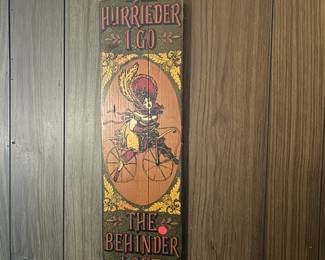 HURRIEDER
I GO
THE
BEHINDER